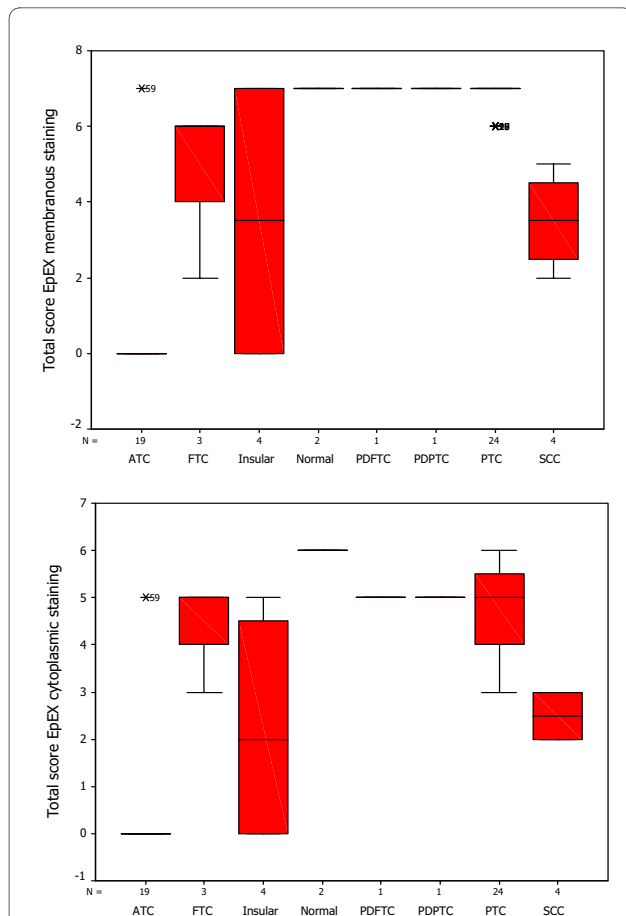 Total score EpEX membranous staining
8
6
4
2
0
-2
59
N =
19 3 4 2 1 1 24 4
ATC FTC Insular Normal PDFTC PDPTC PTC SCC
Total score EpEX cytoplasmic staining
7
6
5
4
3
2
1
0
-1
59
N =
19 3 4 2 1 1 24 4
ATC FTC Insular Normal PDFTC PDPTC PTC SCC